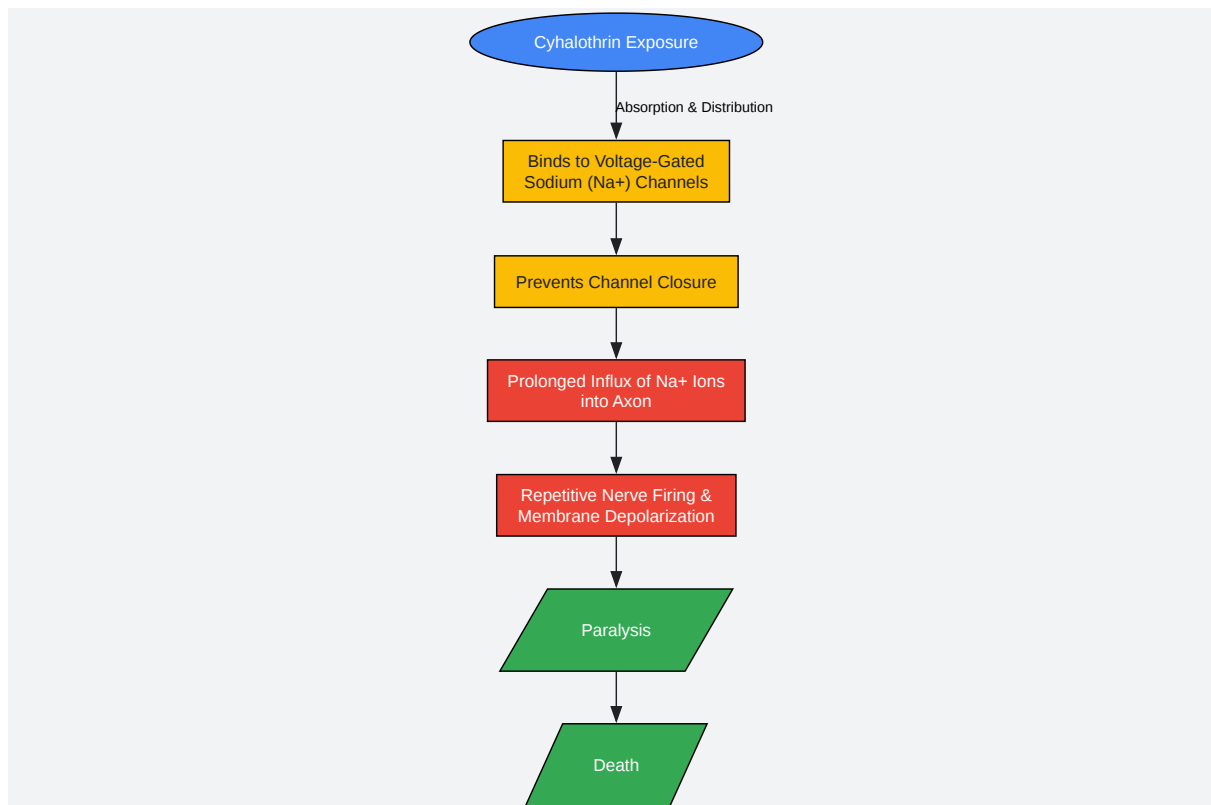 Cyhalothrin Exposure
Absorption & Distribution
Binds to Voltage-Gated
Sodium (Na+) Channels
Prevents Channel Closure
Prolonged Influx of Na+ Ions
into Axon
Repetitive Nerve Firing &
Membrane Depolarization
Paralysis
Death